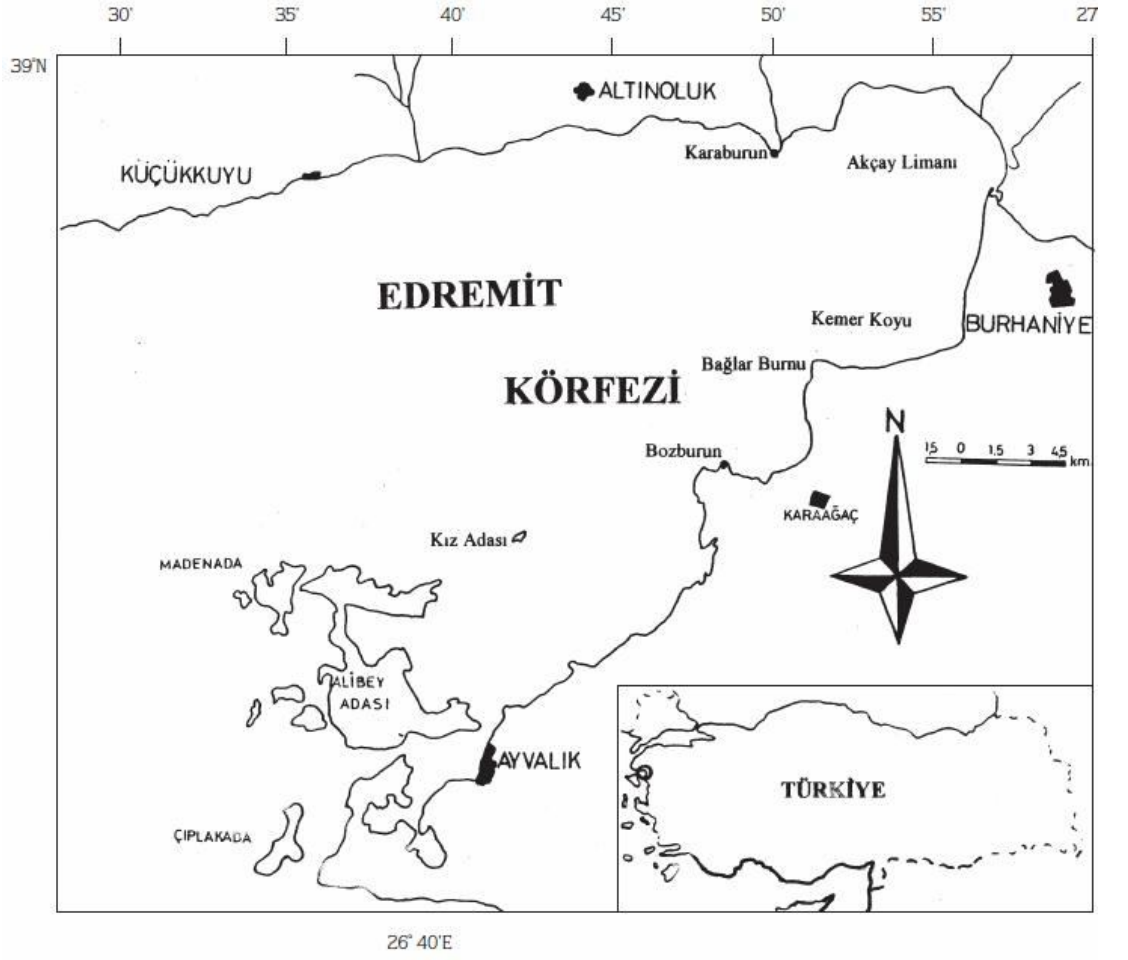 30'
35'
40'
45'
50'
55'
27
39°N
ALTINOLUK
Karaburun
Akçay Limanı
KÜÇÜKKUYU
EDREMİT
Kemer Koyu
BURHANİYE
Bağlar Burnu
KÖRFEZİ
N
Bozburun
1,5 0 1.5 3 4,5 km.
KARAAĞAÇ
Kız Adası
MADENADA
ALİBEY
ADASI
AYVALIK
TÜRKİYE
ÇIPLAKADA
26° 40'E